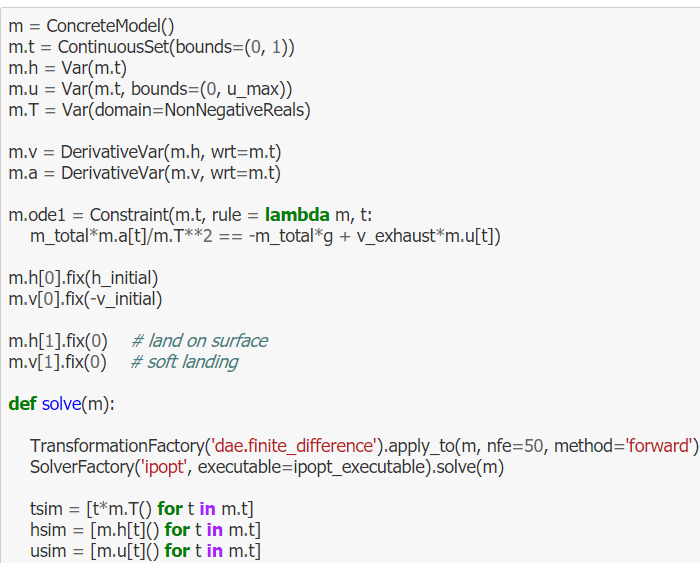 m = ConcreteModel()
m.t = ContinuousSet(bounds=(0, 1))
m.h = Var(m.t)
m.u = Var(m.t, bounds=(0, u_max))
m.T = Var(domain=NonNegativeReals)
m.v = DerivativeVar(m.h, wrt=m.t)
m.a = DerivativeVar(m.v, wrt=m.t)
m.ode1 = Constraint(m.t, rule = lambda m, t:
    m_total*m.a[t]/m.T**2 == -m_total*g + v_exhaust*m.u[t])
m.h[0].fix(h_initial)
m.v[0].fix(-v_initial)
m.h[1].fix(0)    # land on surface
m.v[1].fix(0)    # soft landing
def solve(m):
    TransformationFactory('dae.finite_difference').apply_to(m, nfe=50, method='forward')
    SolverFactory('ipopt', executable=ipopt_executable).solve(m)
    tsim = [t*m.T() for t in m.t]
    hsim = [m.h[t]() for t in m.t]
    usim = [m.u[t]() for t in m.t]